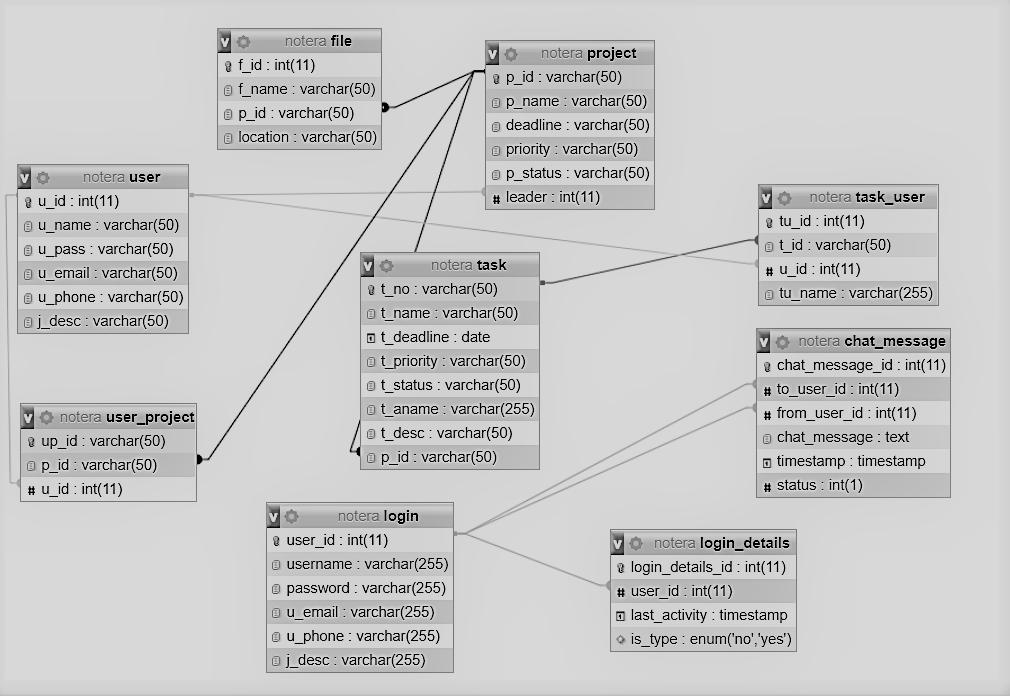 notera file
f_id : int(11)
f_name : varchar(50)
p_id : varchar(50)
location : varchar(50)
notera project
p_id : varchar(50)
p_name : varchar(50)
deadline : varchar(50)
priority : varchar(50)
p_status : varchar(50)
leader : int(11)
notera user
u_id : int(11)
u_name : varchar(50)
u_pass : varchar(50)
u_email : varchar(50)
u_phone : varchar(50)
j_desc : varchar(50)
notera task_user
tu_id : int(11)
t_id : varchar(50)
u_id : int(11)
tu_name : varchar(255)
notera task
t_no : varchar(50)
t_name : varchar(50)
t_deadline : date
t_priority : varchar(50)
t_status : varchar(50)
t_aname : varchar(255)
t_desc : varchar(50)
p_id : varchar(50)
notera chat_message
chat_message_id : int(11)
to_user_id : int(11)
from_user_id : int(11)
chat_message : text
timestamp : timestamp
status : int(1)
notera user_project
up_id : varchar(50)
p_id : varchar(50)
u_id : int(11)
notera login
user_id : int(11)
username : varchar(255)
password : varchar(255)
u_email : varchar(255)
u_phone : varchar(255)
j_desc : varchar(255)
notera login_details
login_details_id : int(11)
user_id : int(11)
last_activity : timestamp
is_type : enum('no','yes')